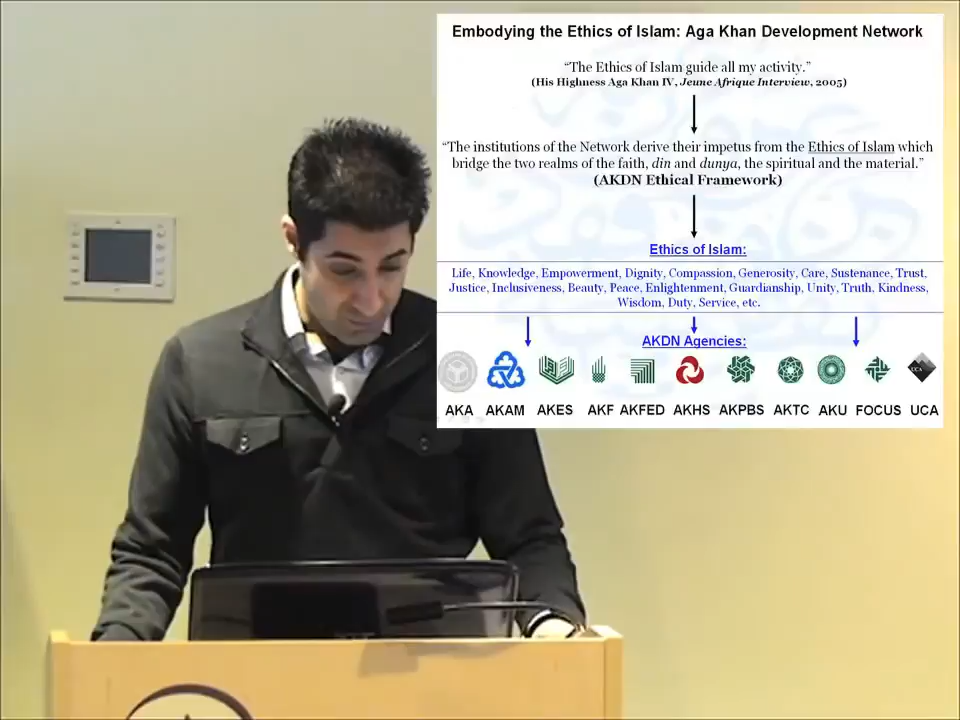 Embodying the Ethics of Islam: Aga Khan Development Network
“The Ethics of Islam guide all my activity.”
(His Highness Aga Khan IV, Jeune Afrique Interview, 2005)
“The institutions of the Network derive their impetus from the Ethics of Islam which
bridge the two realms of the faith, din and dunya, the spiritual and the material.”
(AKDN Ethical Framework)
Ethics of Islam:
Life, Knowledge, Empowerment, Dignity, Compassion, Generosity, Care, Sustenance, Trust,
Justice, Inclusiveness, Beauty, Peace, Enlightenment, Guardianship, Unity, Truth, Kindness,
Wisdom, Duty, Service, etc.
AKDN Agencies:
UCA
AKA AKAM AKES AKF AKFED AKHS AKPBS AKTC AKU FOCUS UCA